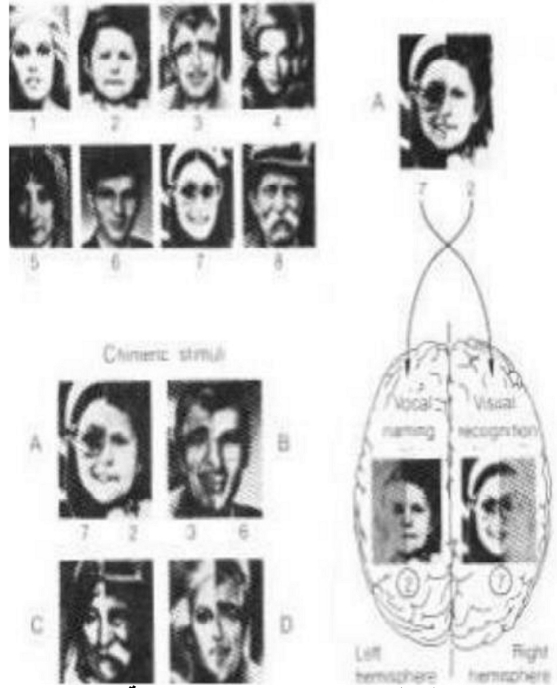 1 2 3 4
5 6 7 8
Chimeric stimuli
A
B
7 2
3 6
C
D
A
7 2
Vocal naming
Visual recognition
2
7
Left hemisphere
Right hemisphere